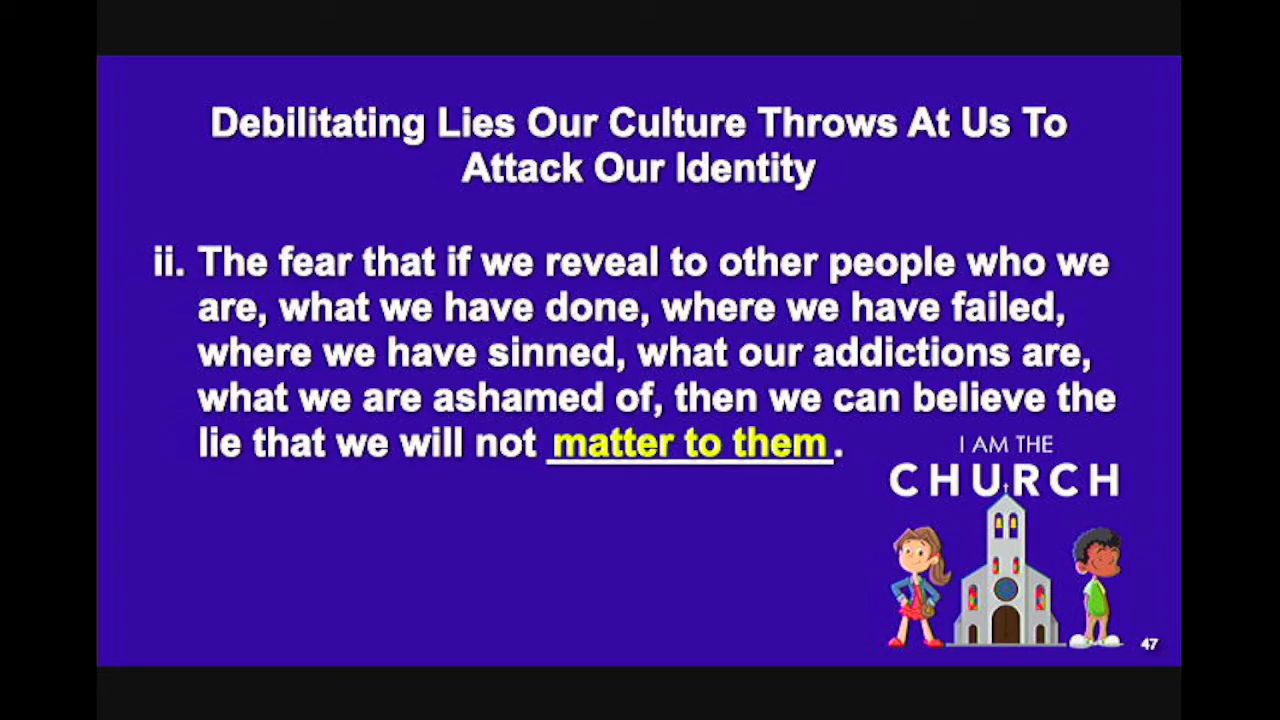 Debilitating Lies Our Culture Throws At Us To
Attack Our Identity
ii. The fear that if we reveal to other people who we
are, what we have done, where we have failed,
where we have sinned, what our addictions are,
what we are ashamed of, then we can believe the
lie that we will not matter to them.
I AM THE
CHURCH
47